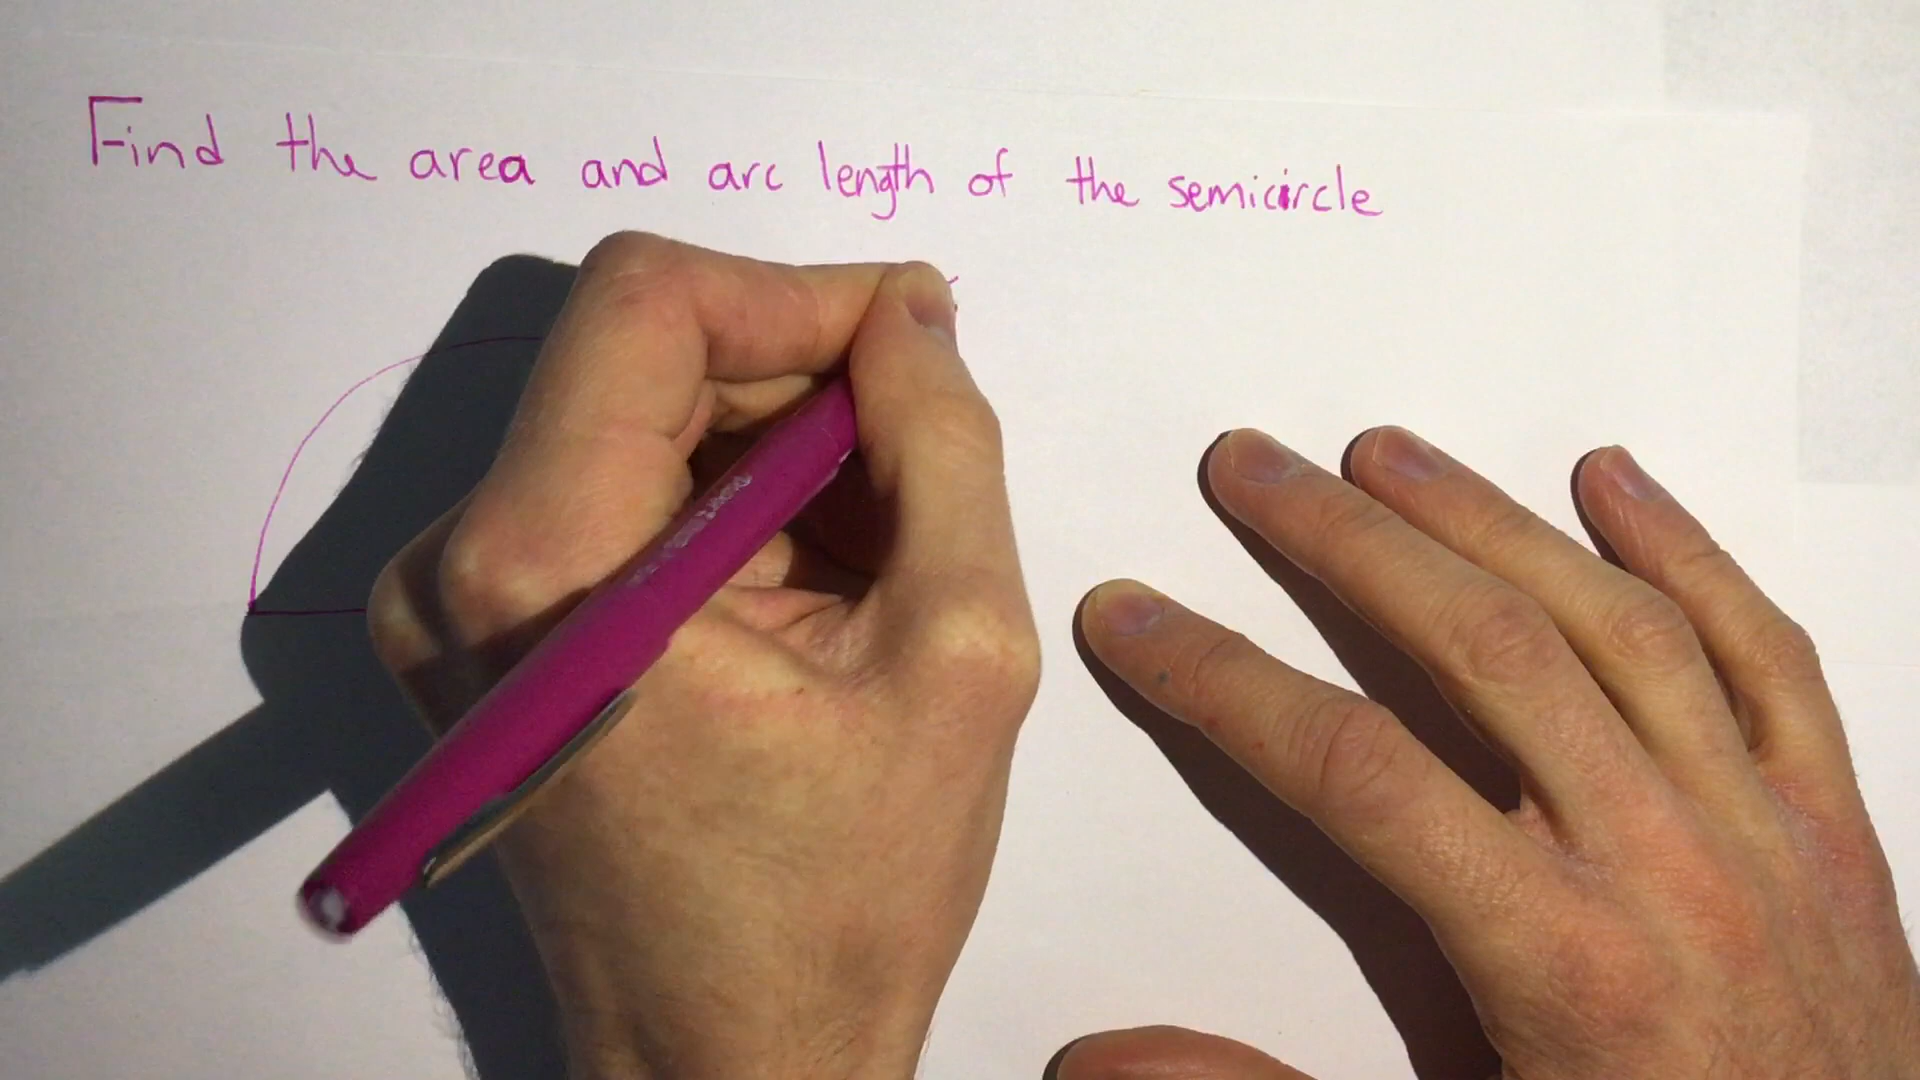 Find the area and arc length of the semicircle